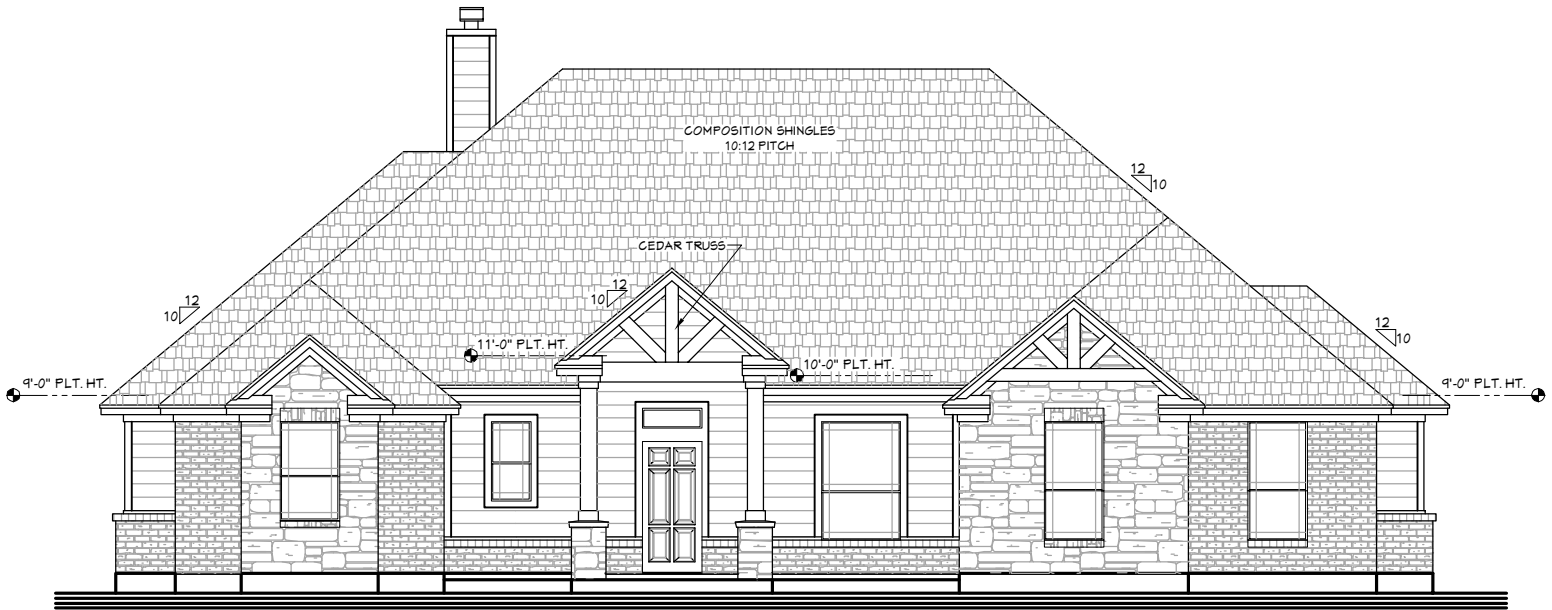 COMPOSITION SHINGLES
10:12 PITCH
12
10
CEDAR TRUSS
12
10
12
10
12
10
11'-0" PLT. HT.
10'-0" PLT. HT.
9'-0" PLT. HT.
9'-0" PLT. HT.